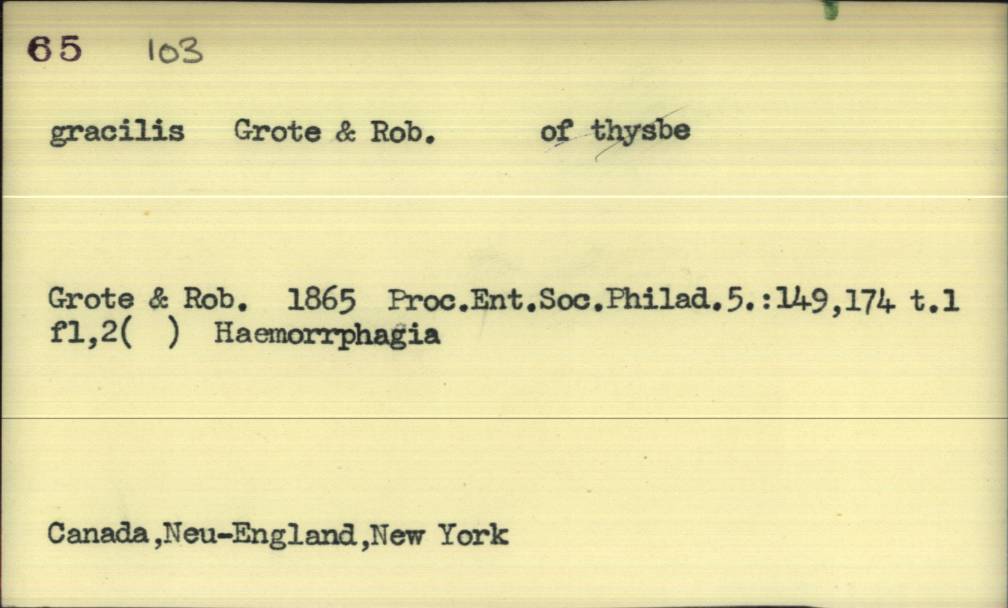 65 103
gracilis Grote & Rob. of thysbe
Grote & Rob. 1865 Proc.Ent.Soc.Philad.5.:149,174 t.1
f1,2( ) Haemorrphagia
Canada,Neu-England,New York